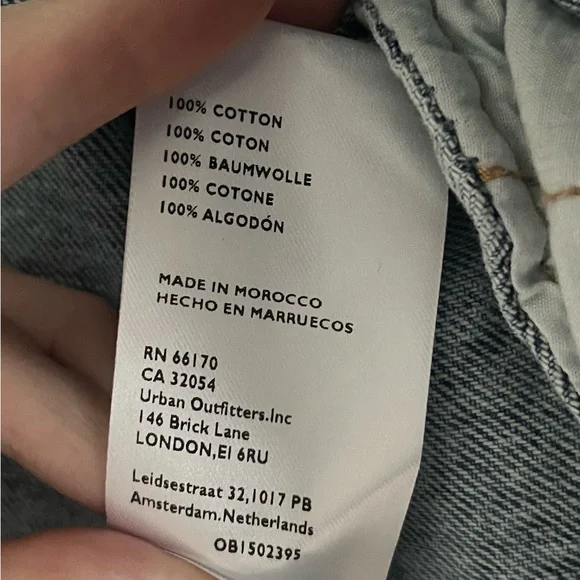 100% COTTON
100% COTON
100% BAUMWOLLE
100% COTONE
100% ALGODÓN
MADE IN MOROCCO
HECHO EN MARRUECOS
RN 66170
CA 32054
Urban Outfitters.Inc
146 Brick Lane
LONDON,E1 6RU
Leidsestraat 32,1017 PB
Amsterdam.Netherlands
OB1502395